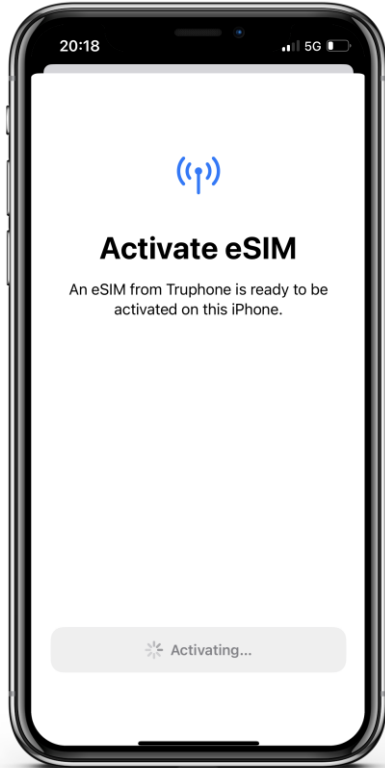 20:18
5G
Activate eSIM
An eSIM from Truphone is ready to be
activated on this iPhone.
Activating...